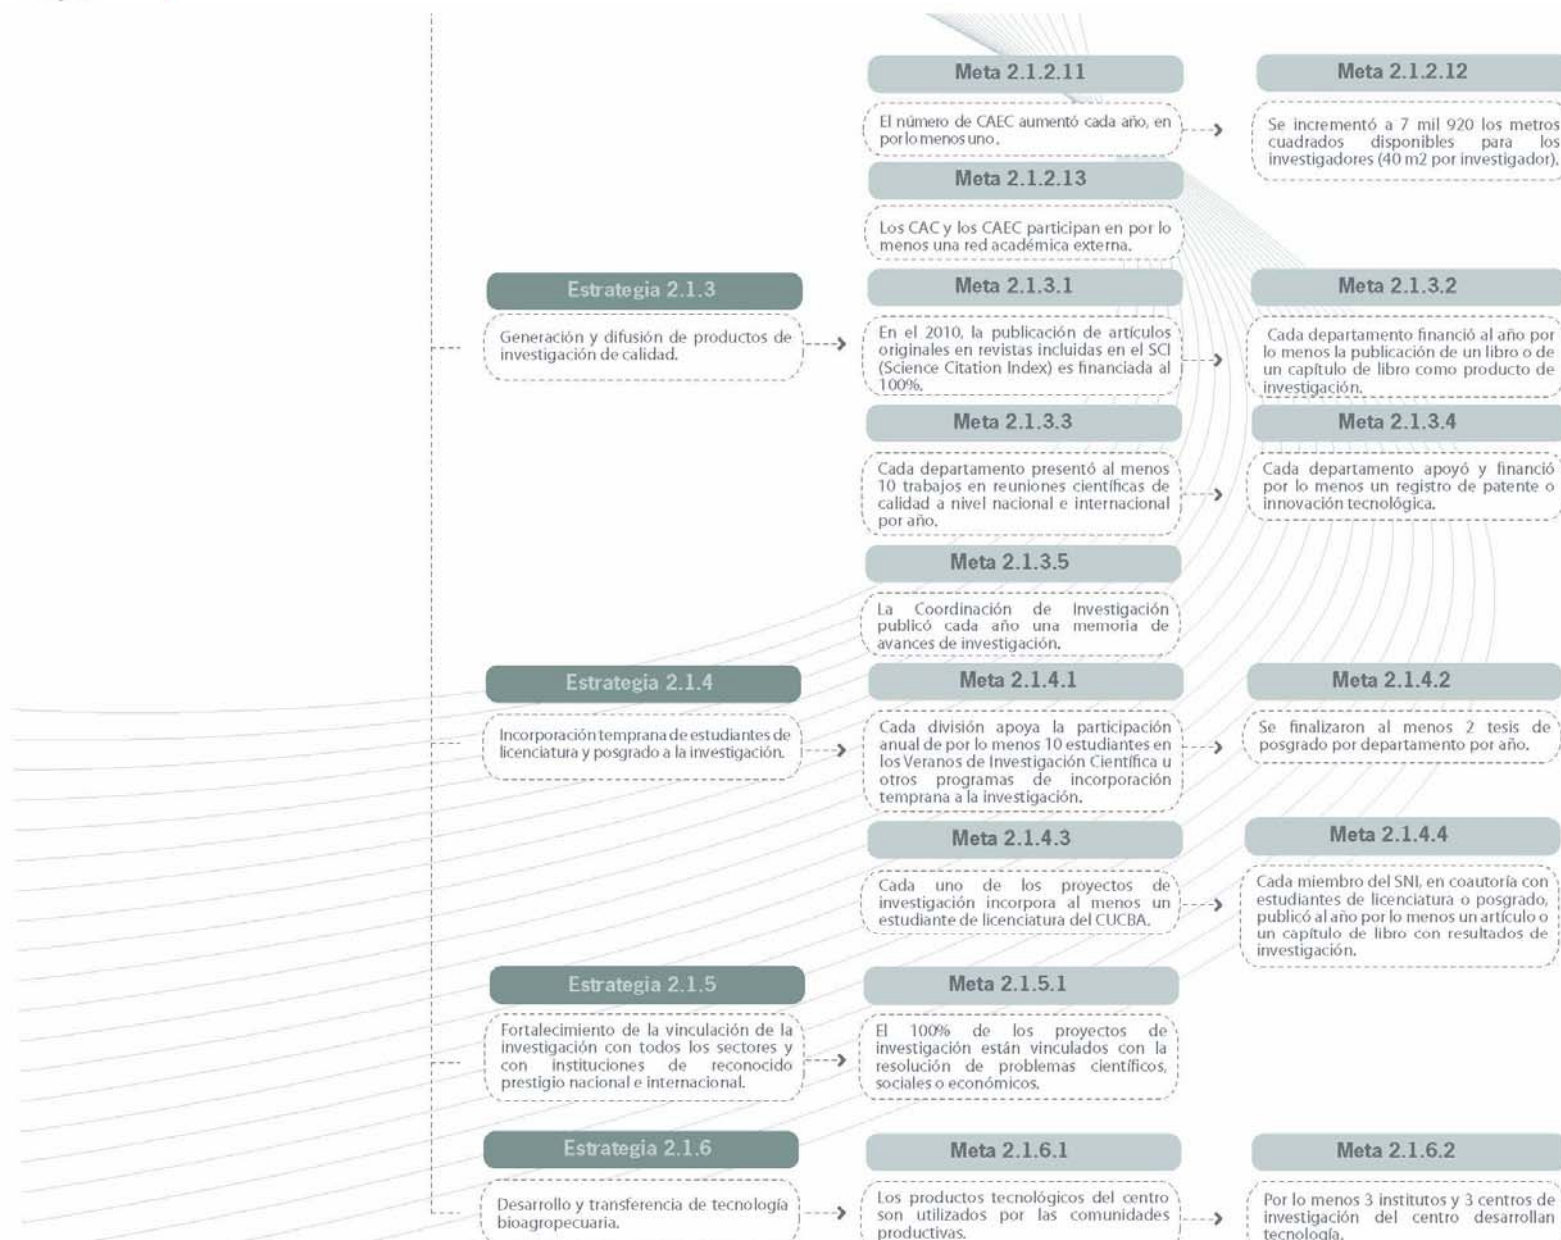 Meta 2.1.2.11
El número de CAEC aumentó cada año, en
por lo menos uno.
Meta 2.1.2.12
Se incrementó a 7 mil 920 los metros
cuadrados disponibles para los
investigadores (40 m2 por investigador).
Meta 2.1.2.13
Los CAC y los CAEC participan en por lo
menos una red académica externa.
Estrategia 2.1.3
Generación y difusión de productos de
investigación de calidad.
Meta 2.1.3.1
En el 2010, la publicación de artículos
originales en revistas incluidas en el SCI
(Science Citation Index) es financiada al
100%.
Meta 2.1.3.2
Cada departamento financió al año por
lo menos la publicación de un libro o de
un capítulo de libro como producto de
investigación.
Meta 2.1.3.3
Cada departamento presentó al menos
10 trabajos en reuniones científicas de
calidad a nivel nacional e internacional
por año.
Meta 2.1.3.4
Cada departamento apoyó y financió
por lo menos un registro de patente o
innovación tecnológica.
Meta 2.1.3.5
La Coordinación de Investigación
publicó cada año una memoria de
avances de investigación.
Estrategia 2.1.4
Incorporación temprana de estudiantes de
licenciatura y posgrado a la investigación.
Meta 2.1.4.1
Cada división apoya la participación
anual de por lo menos 10 estudiantes en
los Veranos de Investigación Científica u
otros programas de incorporación
temprana a la investigación.
Meta 2.1.4.2
Se finalizaron al menos 2 tesis de
posgrado por departamento por año.
Meta 2.1.4.3
Cada uno de los proyectos de
investigación incorpora al menos un
estudiante de licenciatura del CUCBA.
Meta 2.1.4.4
Cada miembro del SNI, en coautoría con
estudiantes de licenciatura o posgrado,
publicó al año por lo menos un artículo o
un capítulo de libro con resultados de
investigación.
Estrategia 2.1.5
Fortalecimiento de la vinculación de la
investigación con todos los sectores y
con instituciones de reconocido
prestigio nacional e internacional.
Meta 2.1.5.1
El 100% de los proyectos de
investigación están vinculados con la
resolución de problemas científicos,
sociales o económicos.
Estrategia 2.1.6
Desarrollo y transferencia de tecnología
bioagropecuaria.
Meta 2.1.6.1
Los productos tecnológicos del centro
son utilizados por las comunidades
productivas.
Meta 2.1.6.2
Por lo menos 3 institutos y 3 centros de
investigación del centro desarrollan
tecnología.